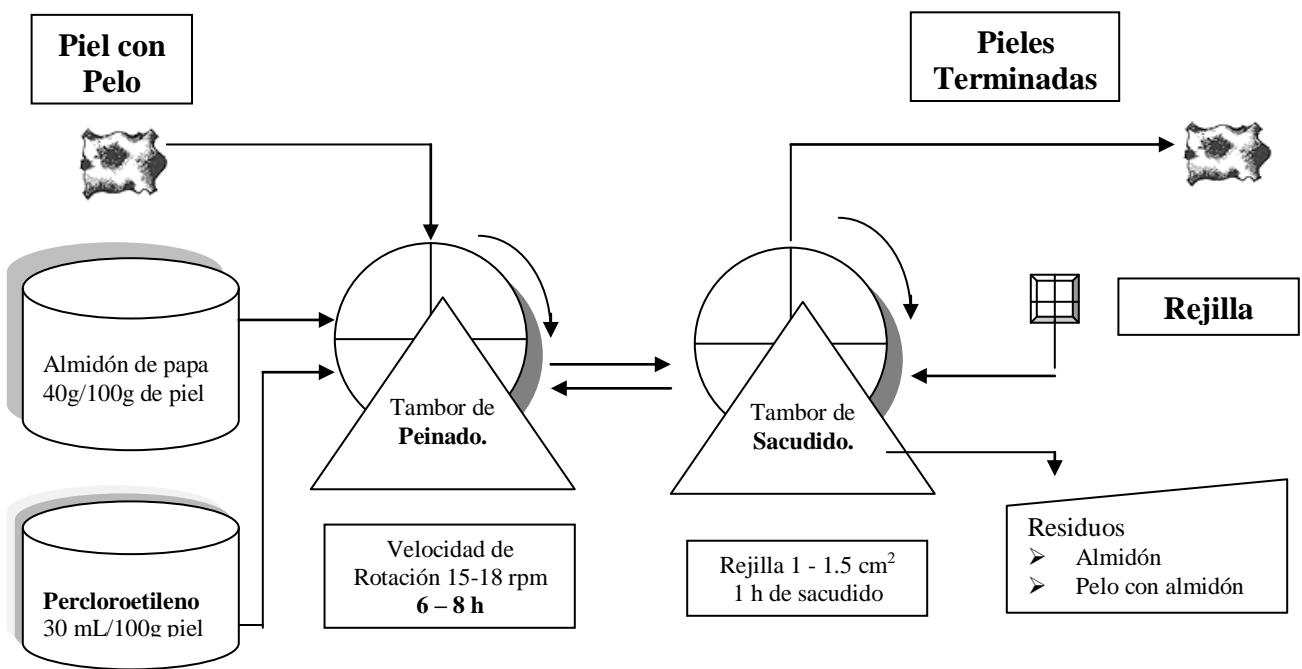 Piel con
Pelo
Pieles
Terminadas
Rejilla
Almidón de papa
40g/100g de piel
Tambor de
Peinado.
Tambor de
Sacudido.
Percloroetileno
30 mL/100g piel
Velocidad de
Rotación 15-18 rpm
6 – 8 h
Rejilla 1 - 1.5 cm²
1 h de sacudido
Residuos
➢ Almidón
➢ Pelo con almidón